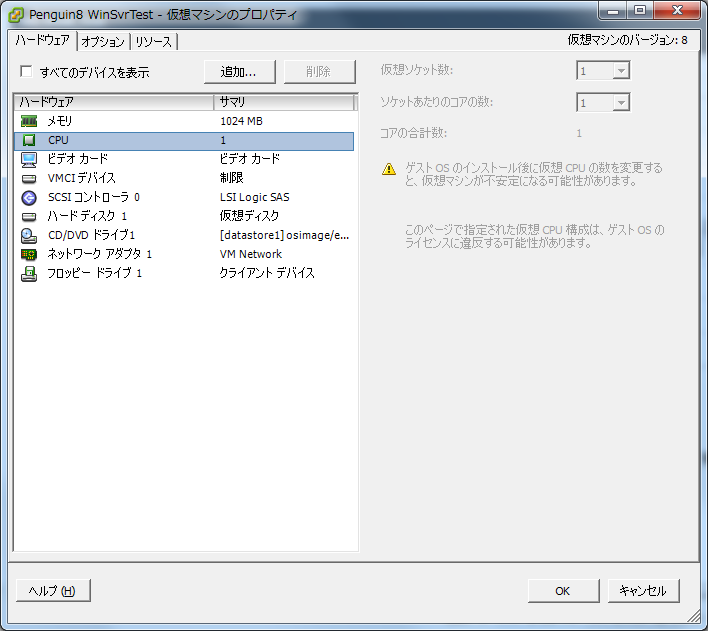 Penguin8 WinSvrTest - 仮想マシンのプロパティ
ハードウェア オプション リソース
仮想マシンのバージョン: 8
すべてのデバイスを表示
追加...
削除
ハードウェア サマリ
メモリ 1024 MB
CPU 1
ビデオ カード ビデオ カード
VMCI デバイス 制限
SCSI コントローラ 0 LSI Logic SAS
ハード ディスク 1 仮想ディスク
CD/DVD ドライブ1 [datastore1] osimage/e...
ネットワーク アダプタ 1 VM Network
フロッピー ドライブ 1 クライアント デバイス
仮想ソケット数: 1
ソケットあたりのコアの数: 1
コアの合計数: 1
ゲスト OS のインストール後に仮想 CPU の数を変更する
と、仮想マシンが不安定になる可能性があります。
このページで指定された仮想 CPU 構成は、ゲスト OS の
ライセンスに違反する可能性があります。
ヘルプ (H)
OK
キャンセル